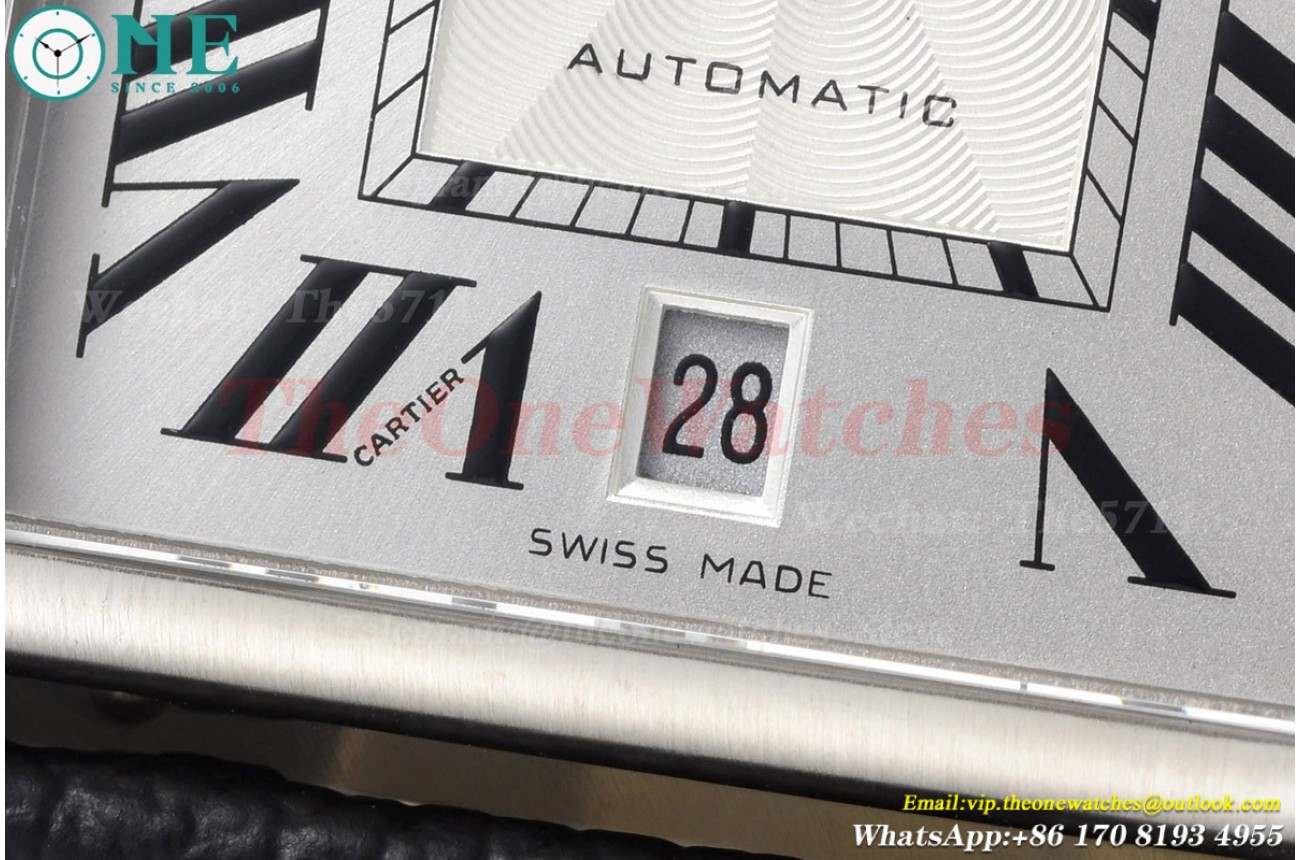 ONE
SINCE 2006
AUTOMATIC
CARTIER
28
TheOneWatches
SWISS MADE
Email:vip.theonewatches@outlook.com
WhatsApp:+86 170 8193 4955